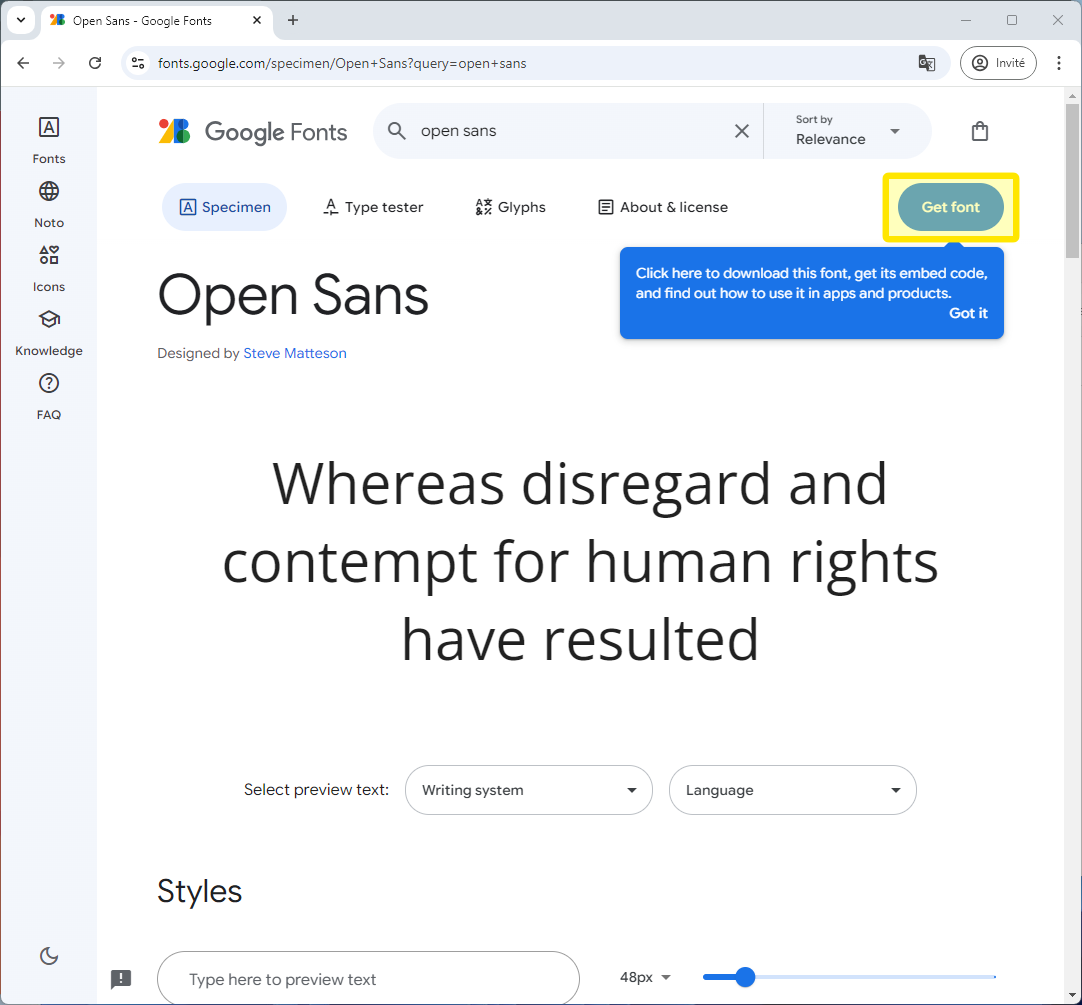 Open Sans - Google Fonts
fonts.google.com/specimen/Open+Sans?query=open+sans
Invité
Google Fonts
open sans
Sort by
Relevance
Fonts
Noto
Icons
Knowledge
FAQ
Specimen
Type tester
Glyphs
About & license
Get font
Click here to download this font, get its embed code,
and find out how to use it in apps and products.
Got it
Open Sans
Designed by Steve Matteson
Whereas disregard and
contempt for human rights
have resulted
Select preview text:
Writing system
Language
Styles
Type here to preview text
48px